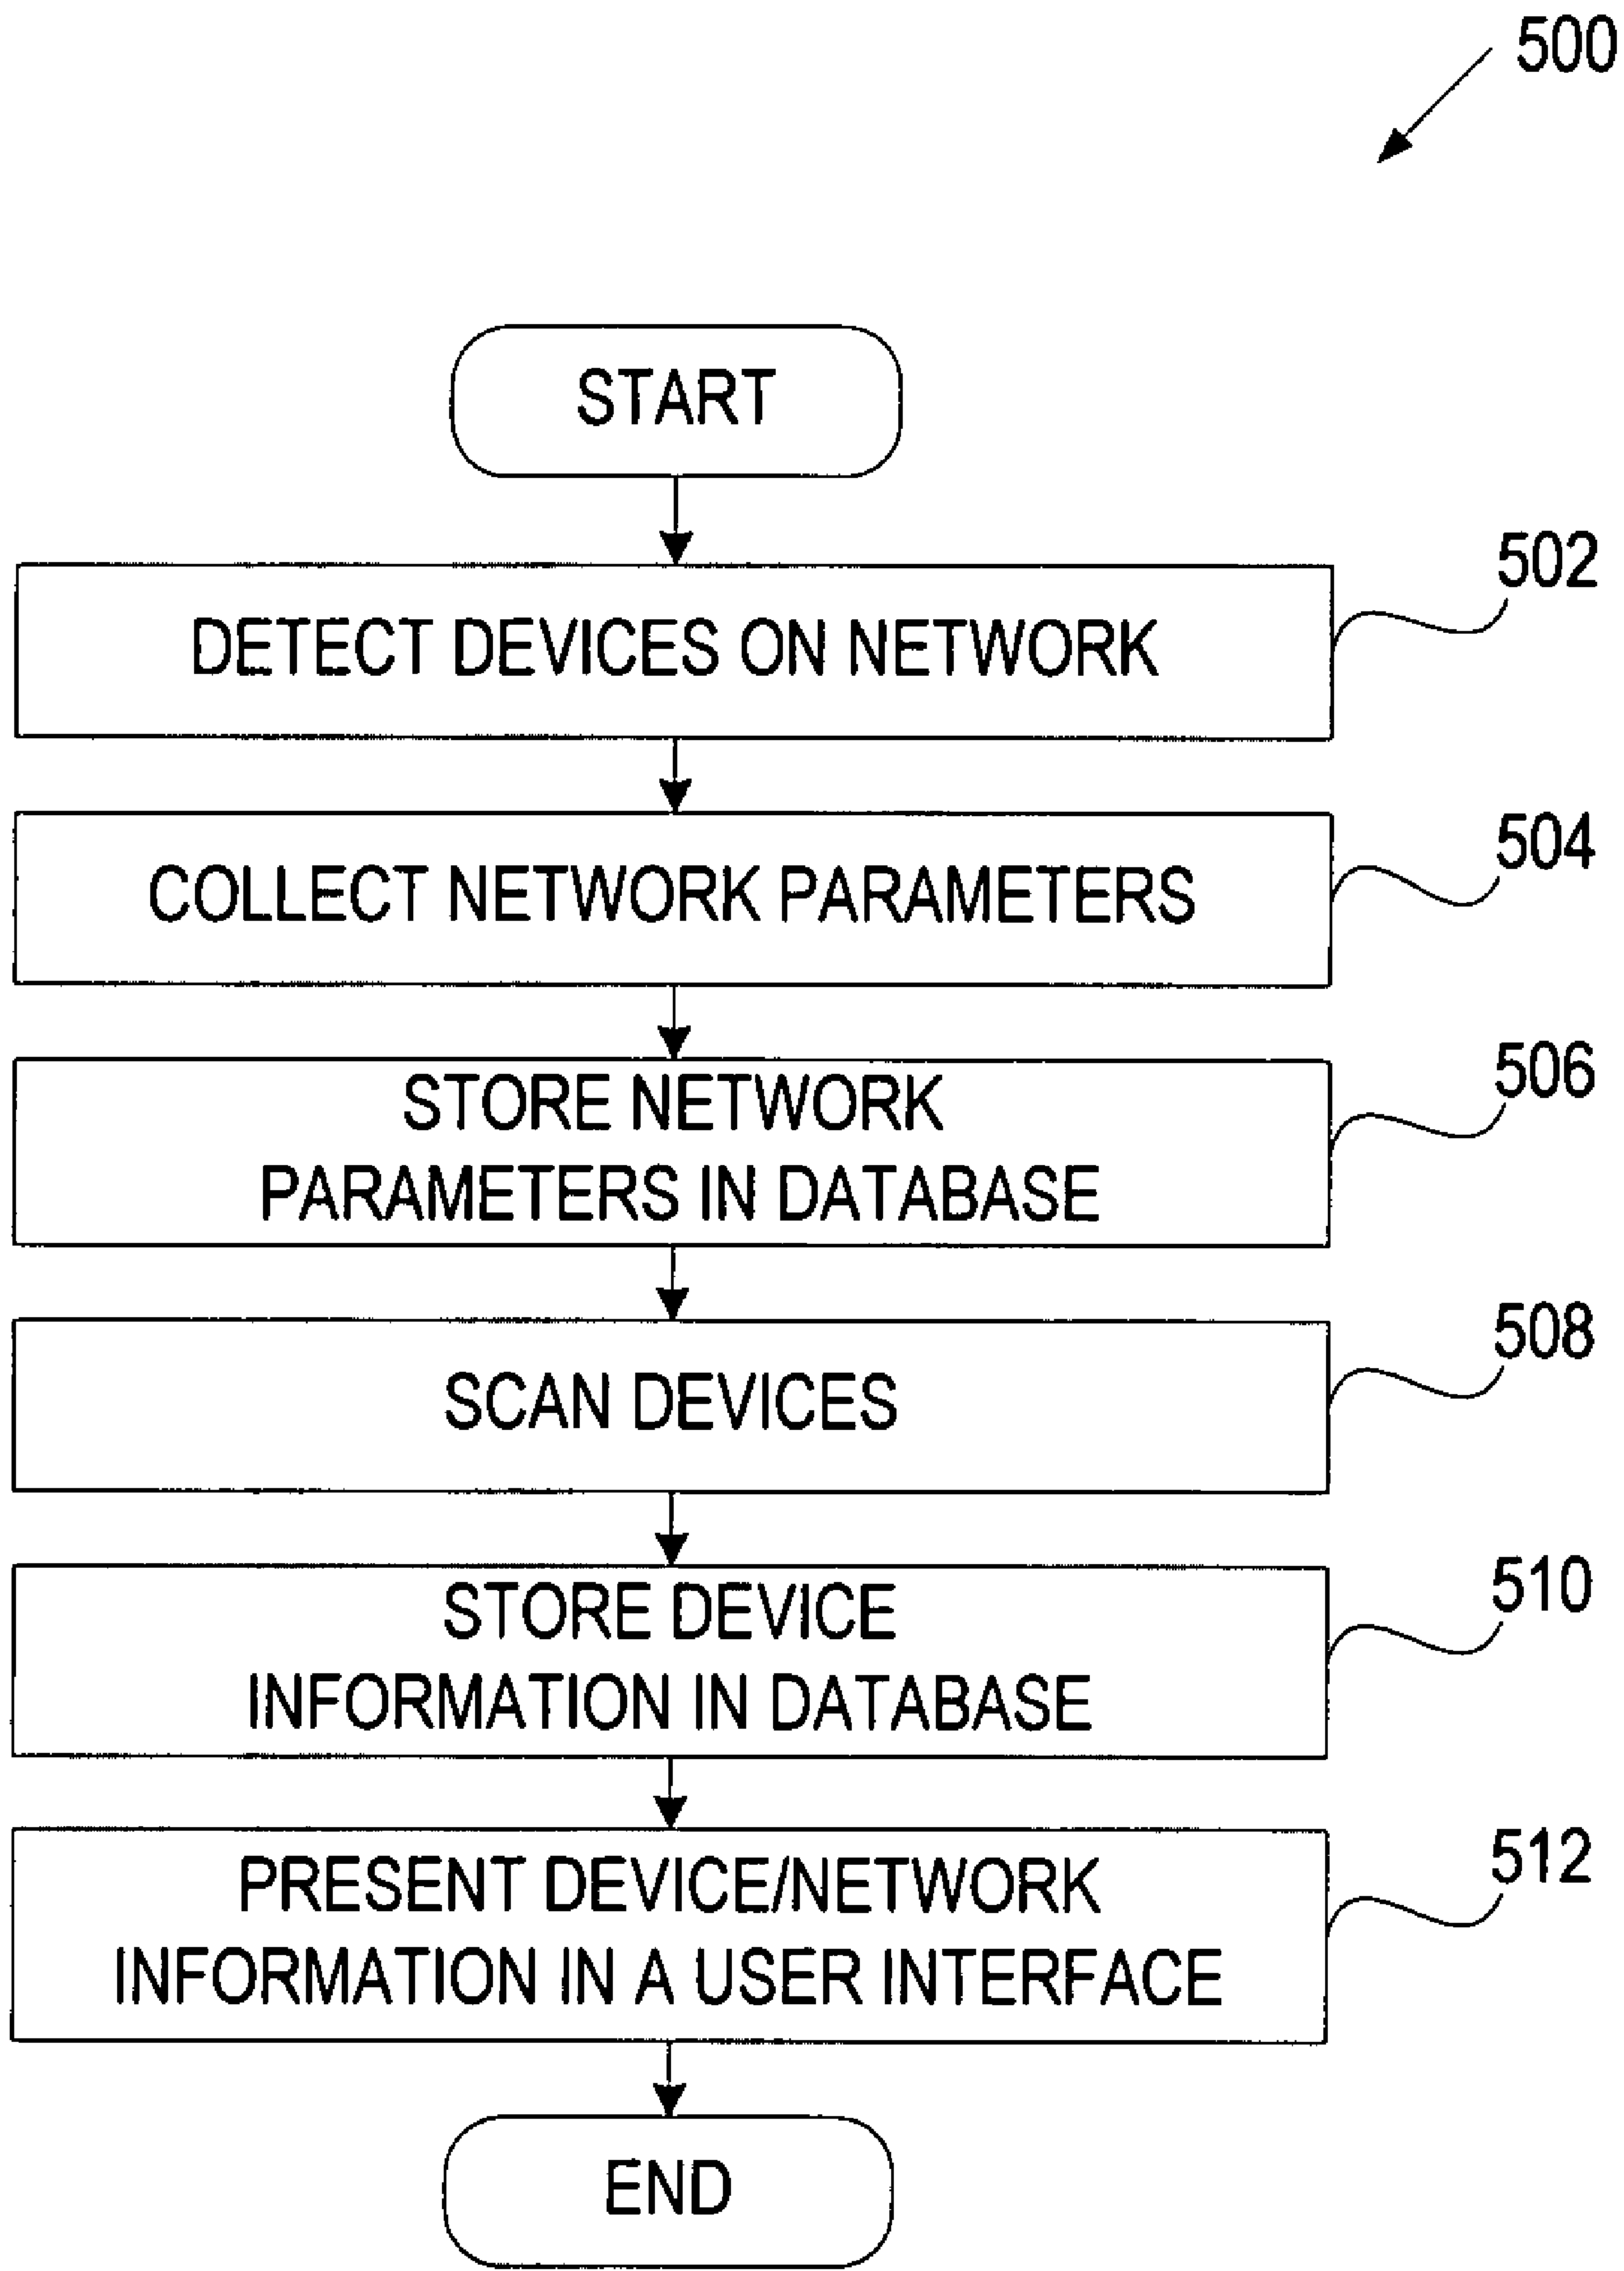 500
START
502
DETECT DEVICES ON NETWORK
504
COLLECT NETWORK PARAMETERS
506
STORE NETWORK
PARAMETERS IN DATABASE
508
SCAN DEVICES
510
STORE DEVICE
INFORMATION IN DATABASE
512
PRESENT DEVICE/NETWORK
INFORMATION IN A USER INTERFACE
END